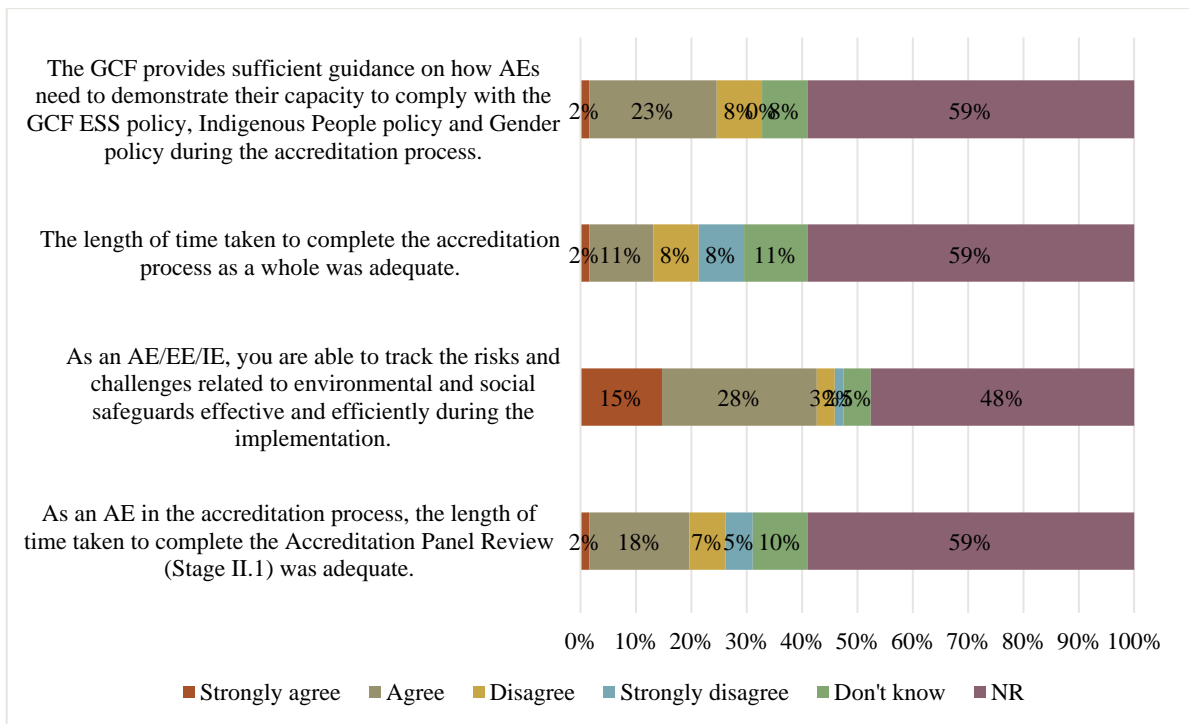 The GCF provides sufficient guidance on how AEs
need to demonstrate their capacity to comply with the
GCF ESS policy, Indigenous People policy and Gender
policy during the accreditation process.
2% 23% 8% 0% 8% 59%
The length of time taken to complete the accreditation
process as a whole was adequate.
2% 11% 8% 8% 11% 59%
As an AE/EE/IE, you are able to track the risks and
challenges related to environmental and social
safeguards effective and efficiently during the
implementation.
15% 28% 3% 2% 5% 48%
As an AE in the accreditation process, the length of
time taken to complete the Accreditation Panel Review
(Stage II.1) was adequate.
2% 18% 7% 5% 10% 59%
0% 10% 20% 30% 40% 50% 60% 70% 80% 90% 100%
Strongly agree Agree Disagree Strongly disagree Don't know NR